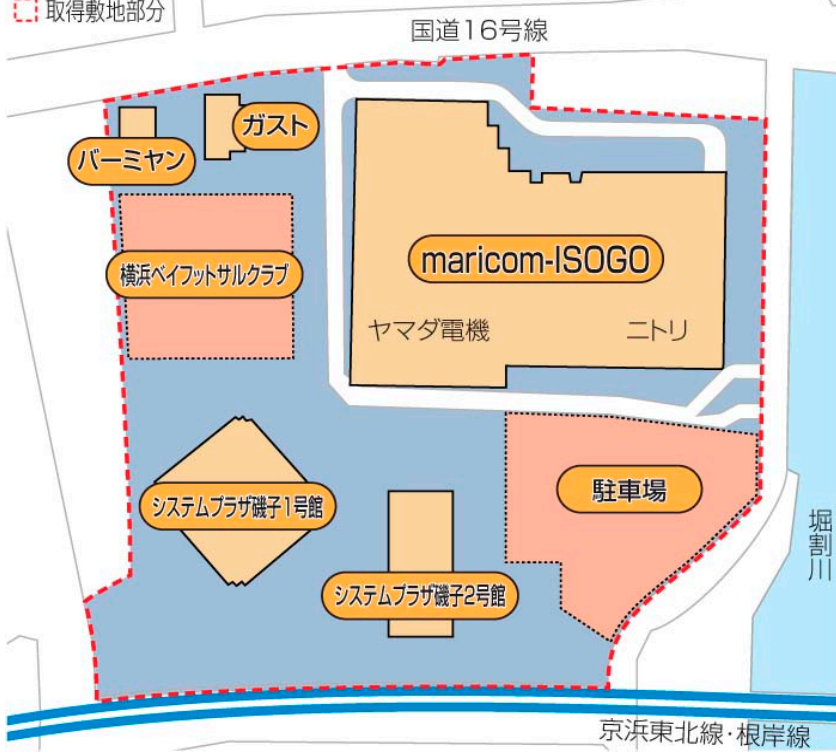 取得敷地部分
国道16号線
ガスト
バーミヤン
横浜ベイフットサルクラブ
maricom-ISOGO
ヤマダ電機
ニトリ
システムプラザ磯子1号館
駐車場
堀割川
システムプラザ磯子2号館
京浜東北線・根岸線